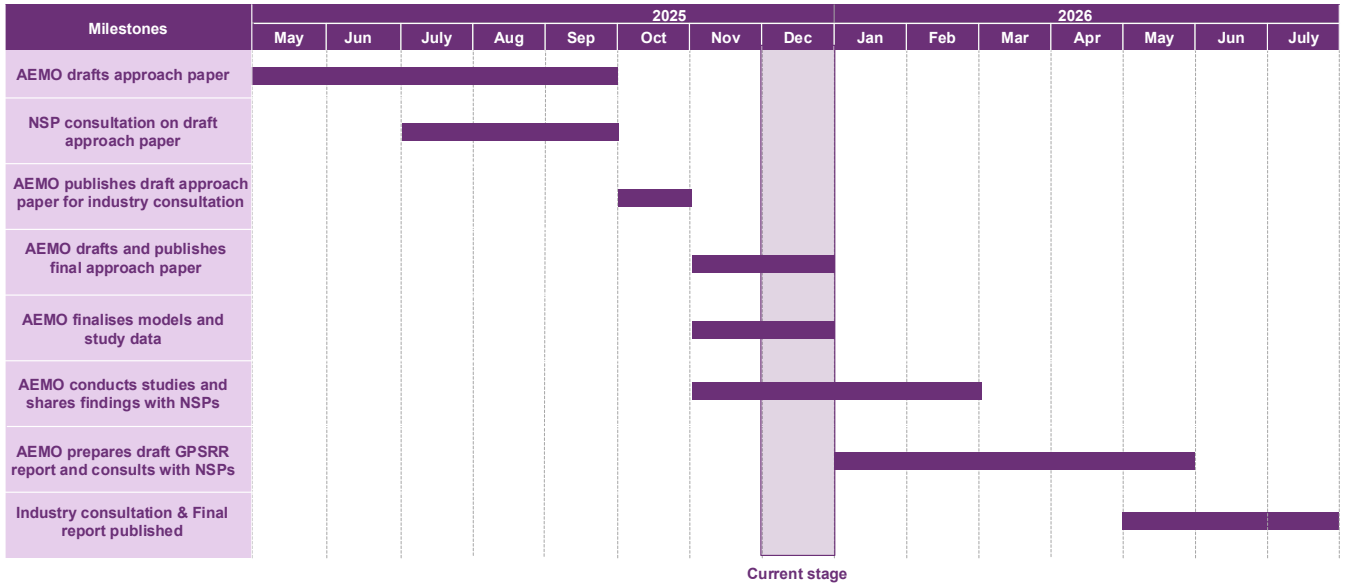 Milestones
2025
2026
May Jun July Aug Sep Oct Nov Dec Jan Feb Mar Apr May Jun July
AEMO drafts approach paper
NSP consultation on draft
approach paper
AEMO publishes draft approach
paper for industry consultation
AEMO drafts and publishes
final approach paper
AEMO finalises models and
study data
AEMO conducts studies and
shares findings with NSPs
AEMO prepares draft GPSRR
report and consults with NSPs
Industry consultation & Final
report published
Current stage